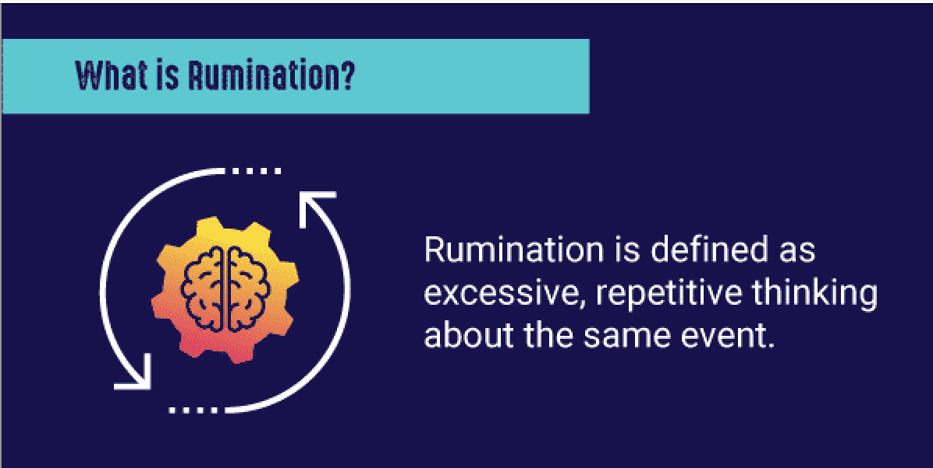 What is Rumination?
Rumination is defined as
excessive, repetitive thinking
about the same event.